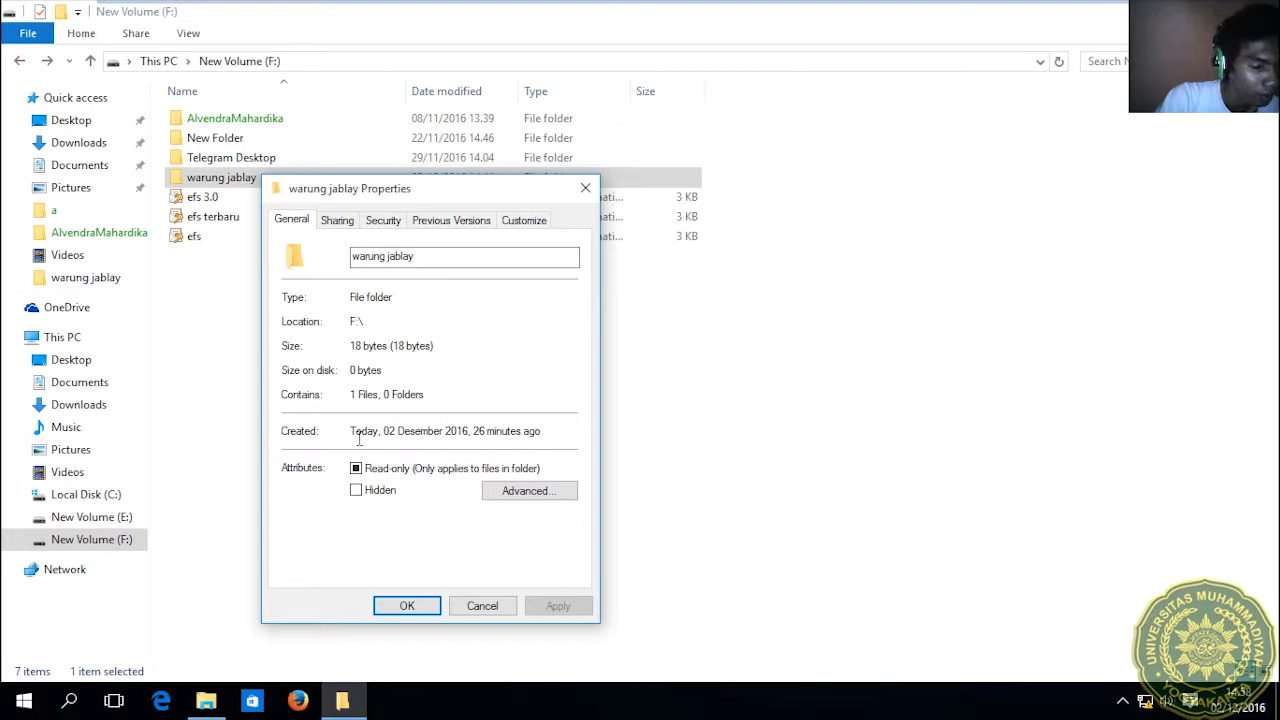 New Volume (F:)
File Home Share View
This PC New Volume (F:) Search N
Name Date modified Type Size
Quick access
Desktop
Downloads
Documents
Pictures
a
AlvendraMahardika
Videos
warung jablay
OneDrive
This PC
Desktop
Documents
Downloads
Music
Pictures
Videos
Local Disk (C:)
New Volume (E:)
New Volume (F:)
Network
AlvendraMahardika 08/11/2016 13.39 File folder
New Folder 22/11/2016 14.46 File folder
Telegram Desktop 29/11/2016 14.04 File folder
warung jablay
efs 3.0 ati... 3 KB
efs terbaru ati... 3 KB
efs ati... 3 KB
warung jablay Properties
General Sharing Security Previous Versions Customize
warung jablay
Type: File folder
Location: F:\
Size: 18 bytes (18 bytes)
Size on disk: 0 bytes
Contains: 1 Files, 0 Folders
Created: Today, 02 Desember 2016, 26 minutes ago
Attributes: Read-only (Only applies to files in folder)
Hidden Advanced...
OK Cancel Apply
7 items 1 item selected
UNIVERSITAS MUHAMMADIYAH
YOGYAKARTA
14.58
02/12/2016